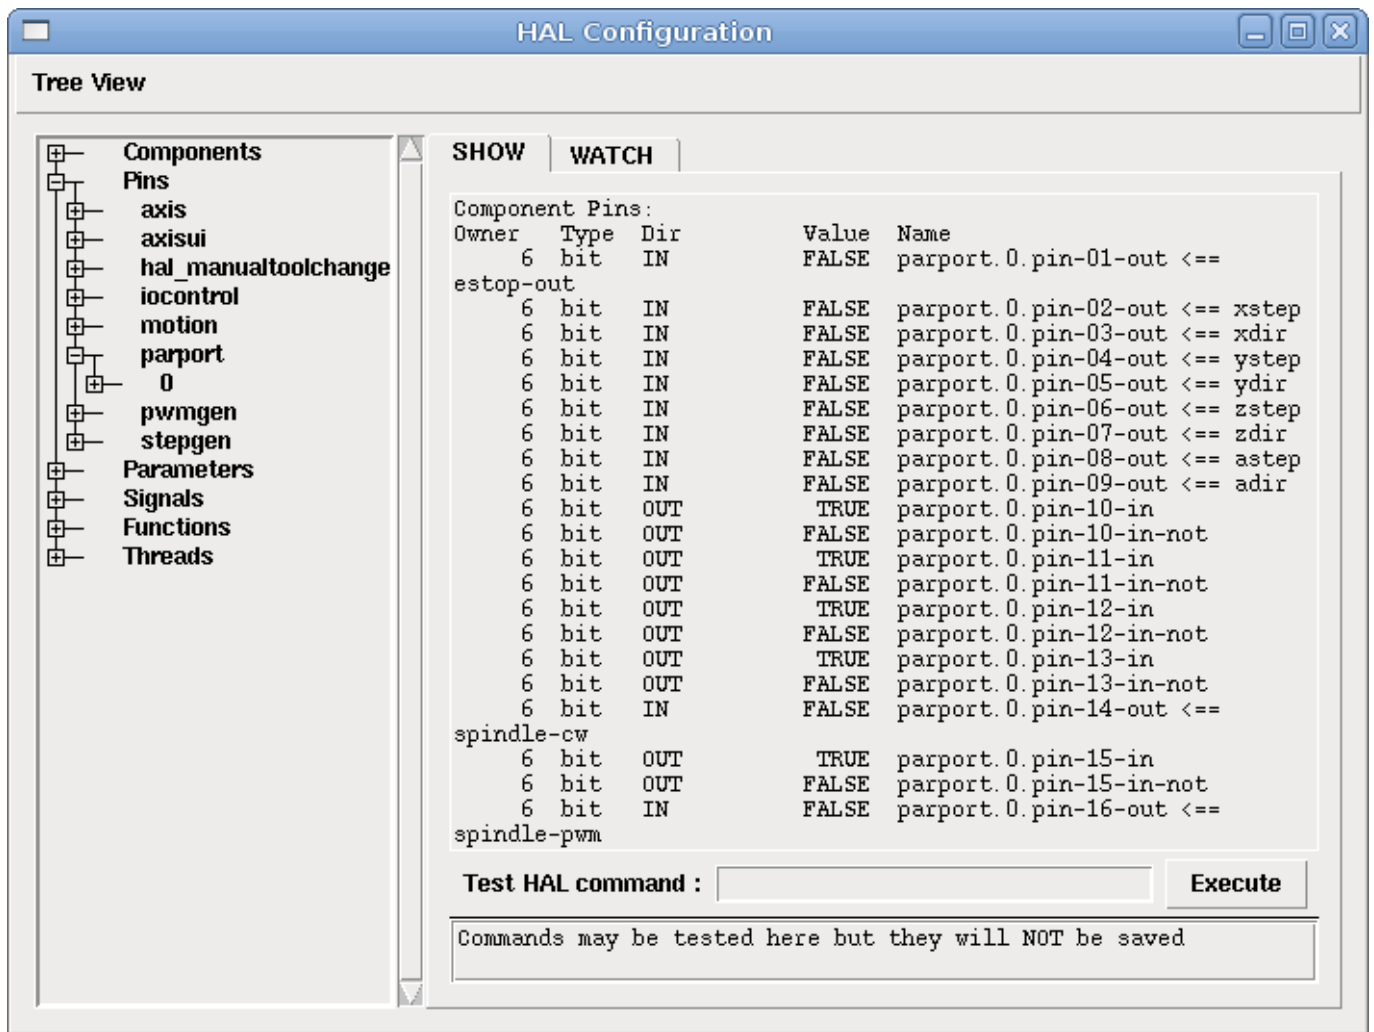 HAL Configuration
Tree View
Components
Pins
axis
axisui
hal_manualtoolchange
iocontrol
motion
parport
0
pwmgen
stepgen
Parameters
Signals
Functions
Threads
SHOW WATCH
Component Pins:
Owner Type Dir Value Name
6 bit IN FALSE parport.0.pin-01-out <==
estop-out
6 bit IN FALSE parport.0.pin-02-out <== xstep
6 bit IN FALSE parport.0.pin-03-out <== xdir
6 bit IN FALSE parport.0.pin-04-out <== ystep
6 bit IN FALSE parport.0.pin-05-out <== ydir
6 bit IN FALSE parport.0.pin-06-out <== zstep
6 bit IN FALSE parport.0.pin-07-out <== zdir
6 bit IN FALSE parport.0.pin-08-out <== astep
6 bit IN FALSE parport.0.pin-09-out <== adir
6 bit OUT TRUE parport.0.pin-10-in
6 bit OUT FALSE parport.0.pin-10-in-not
6 bit OUT TRUE parport.0.pin-11-in
6 bit OUT FALSE parport.0.pin-11-in-not
6 bit OUT TRUE parport.0.pin-12-in
6 bit OUT FALSE parport.0.pin-12-in-not
6 bit OUT TRUE parport.0.pin-13-in
6 bit OUT FALSE parport.0.pin-13-in-not
6 bit IN FALSE parport.0.pin-14-out <==
spindle-cw
6 bit OUT TRUE parport.0.pin-15-in
6 bit OUT FALSE parport.0.pin-15-in-not
6 bit IN FALSE parport.0.pin-16-out <==
spindle-pwm
Test HAL command : Execute
Commands may be tested here but they will NOT be saved